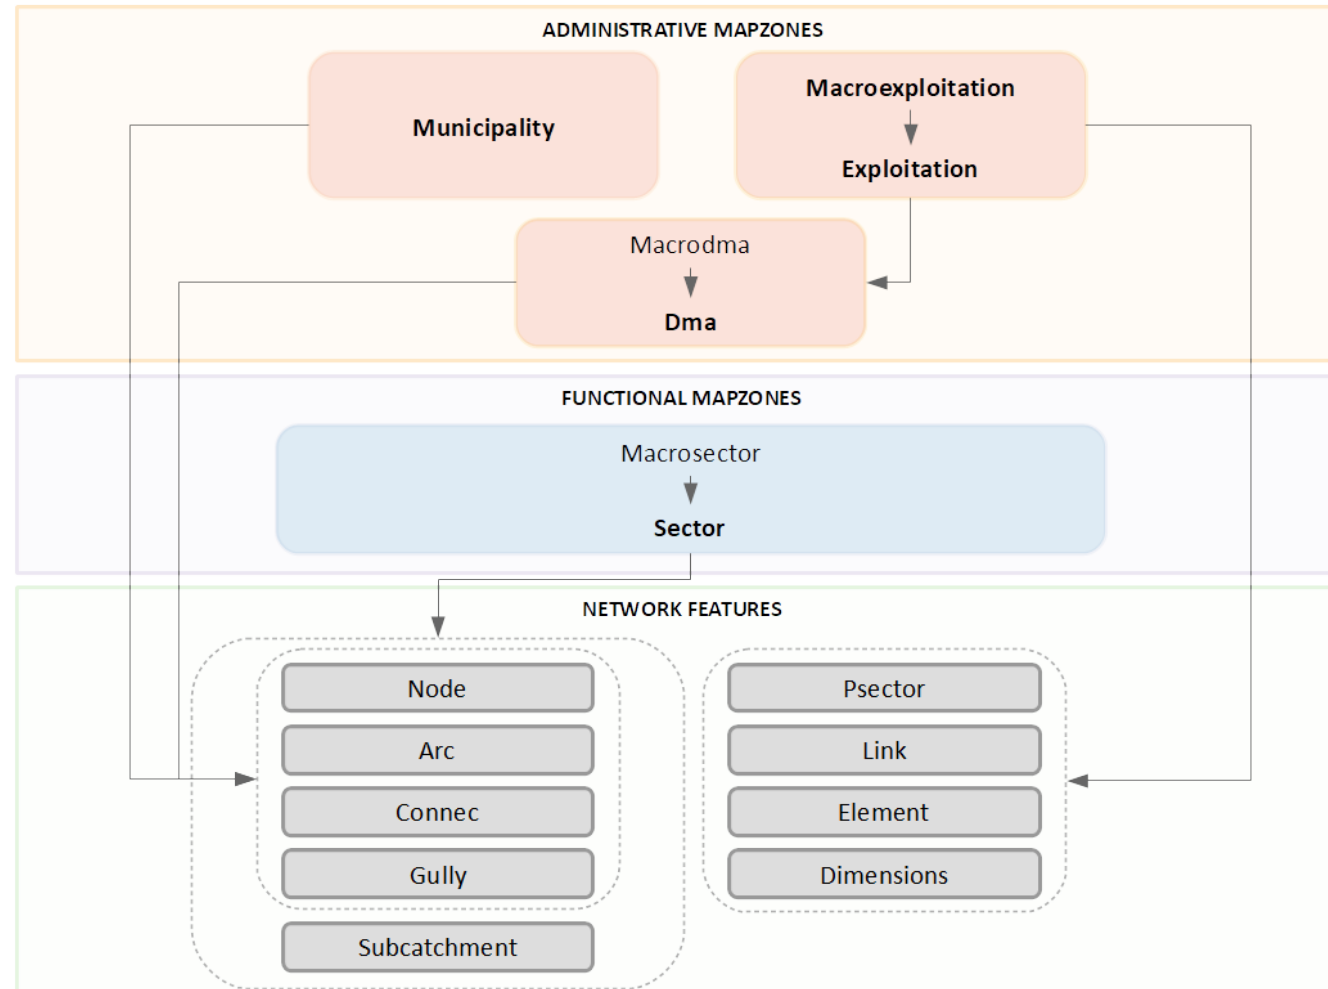 ADMINISTRATIVE MAPZONES
Municipality
Macroexploitation
Exploitation
Macrodma
Dma
FUNCTIONAL MAPZONES
Macrosector
Sector
NETWORK FEATURES
Node
Arc
Connec
Gully
Subcatchment
Psector
Link
Element
Dimensions